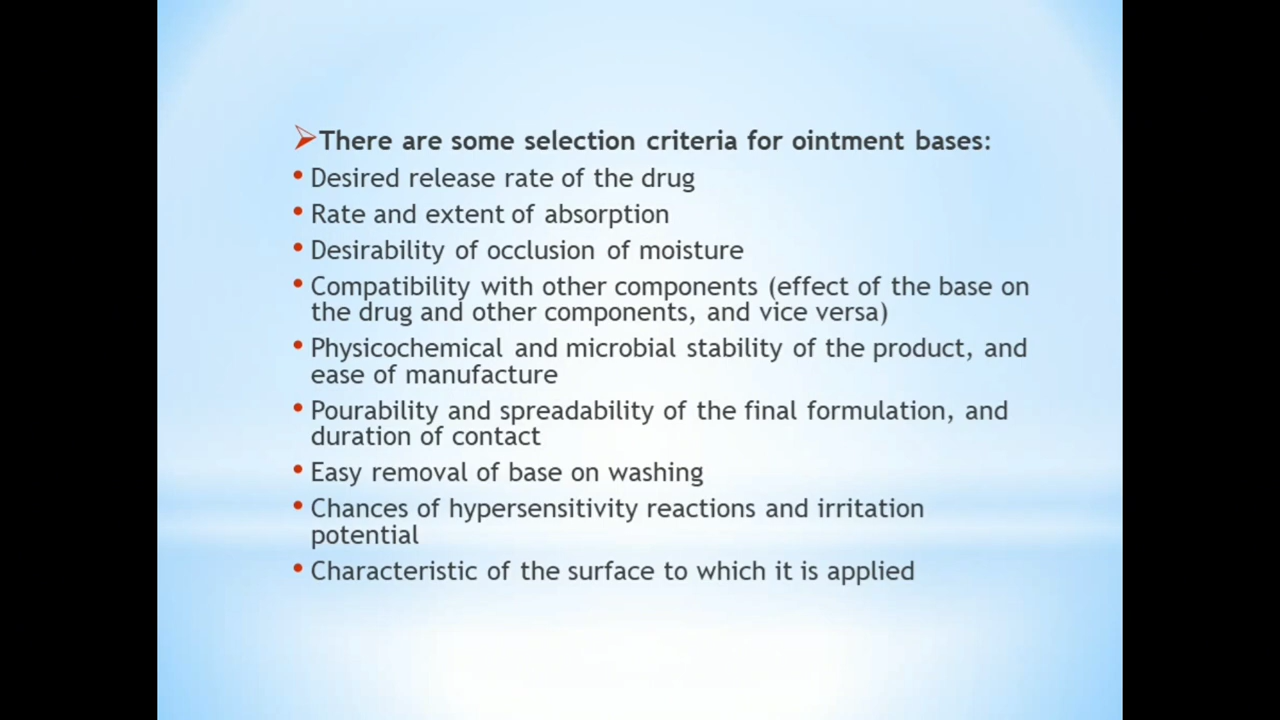 ➢There are some selection criteria for ointment bases:
• Desired release rate of the drug
• Rate and extent of absorption
• Desirability of occlusion of moisture
• Compatibility with other components (effect of the base on
the drug and other components, and vice versa)
• Physicochemical and microbial stability of the product, and
ease of manufacture
• Pourability and spreadability of the final formulation, and
duration of contact
• Easy removal of base on washing
• Chances of hypersensitivity reactions and irritation
potential
• Characteristic of the surface to which it is applied